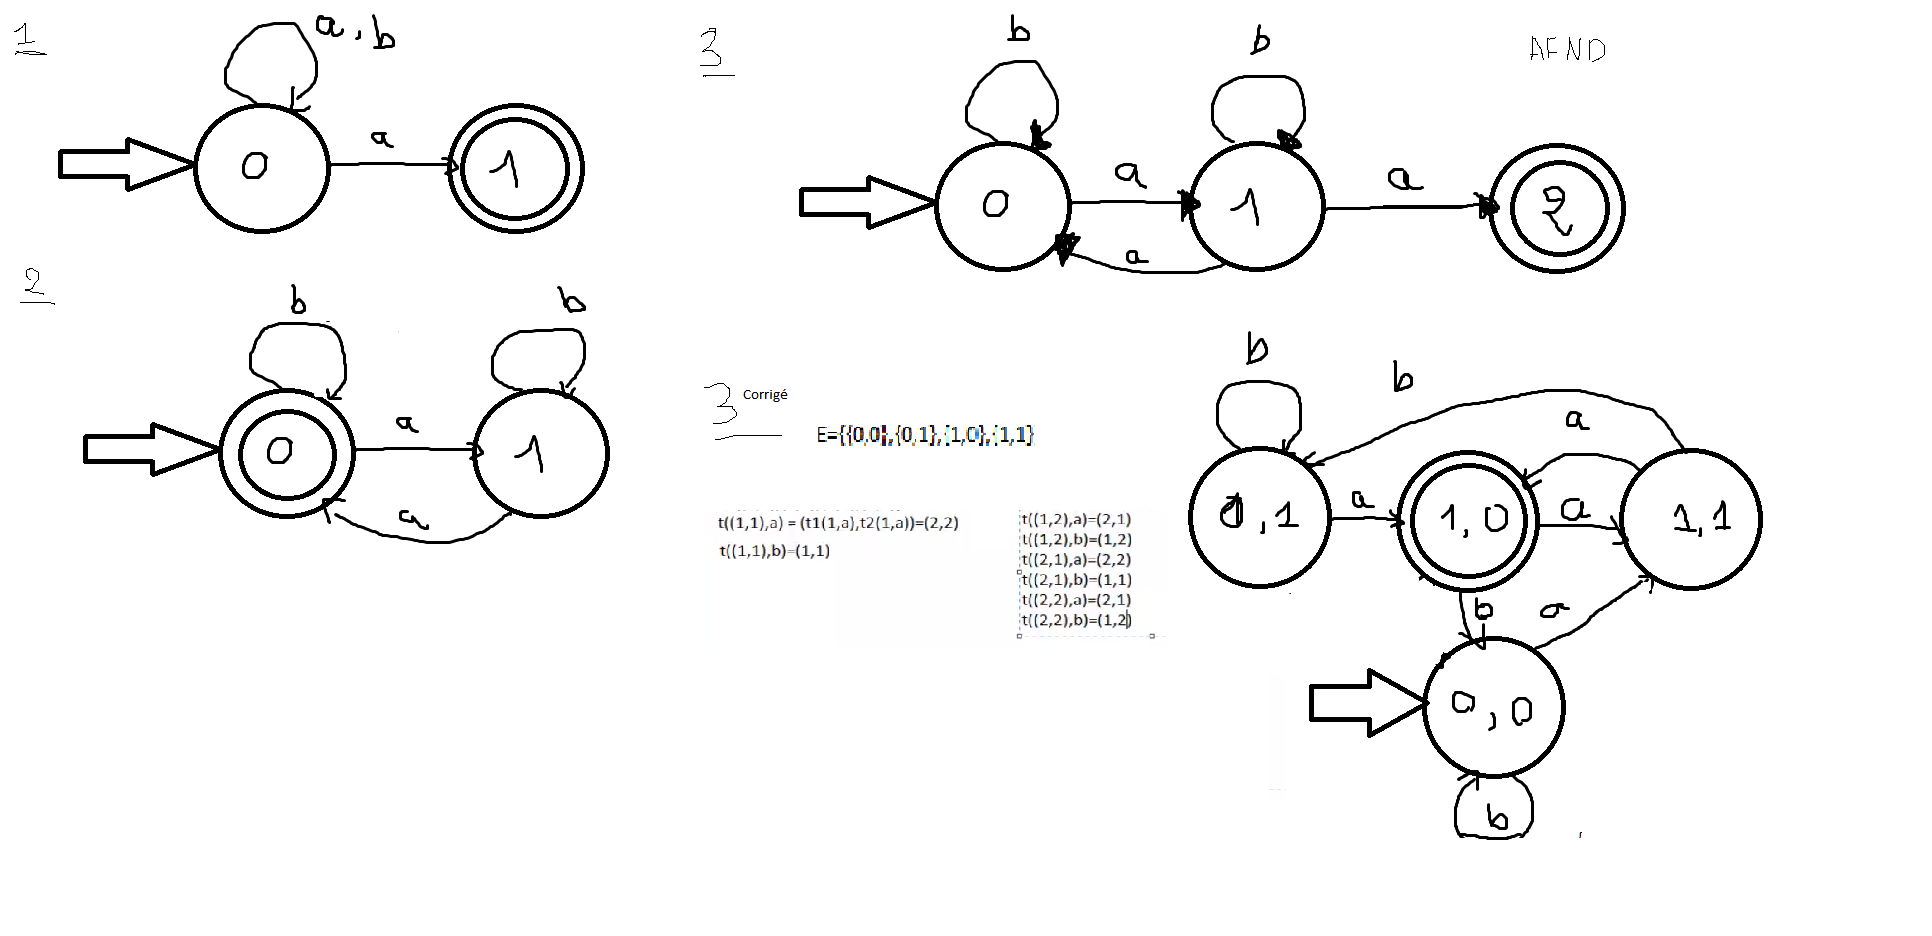 1
a, b
a
0
1
2
b
b
a
0
1
a
3
AFND
b
b
a
a
0
1
2
a
3 Corrigé
E={{0,0},{0,1},{1,0},{1,1}
t((1,1),a) = (t1(1,a),t2(1,a))=(2,2)
t((1,1),b)=(1,1)
t((1,2),a)=(2,1)
t((1,2),b)=(1,2)
t((2,1),a)=(2,2)
t((2,1),b)=(1,1)
t((2,2),a)=(2,1)
t((2,2),b)=(1,2)
b
b
a
a
a
0,1
1,0
1,1
b
a
0,0
b